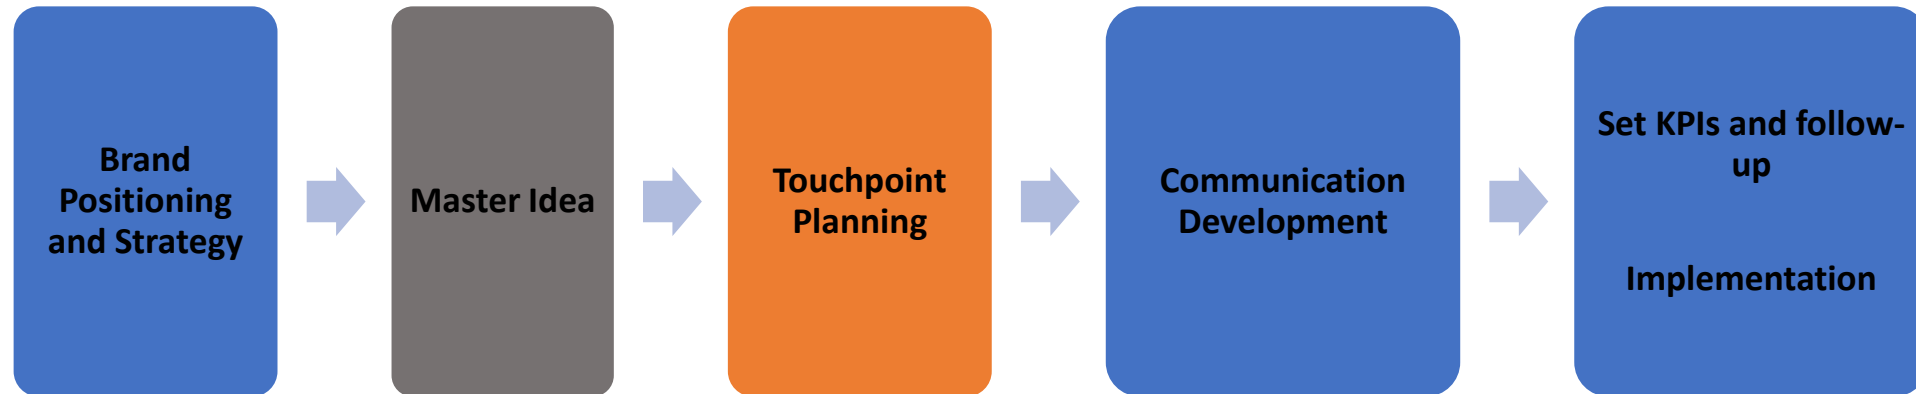 Brand
Positioning
and Strategy
Master Idea
Touchpoint
Planning
Communication
Development
Set KPIs and follow-
up
Implementation